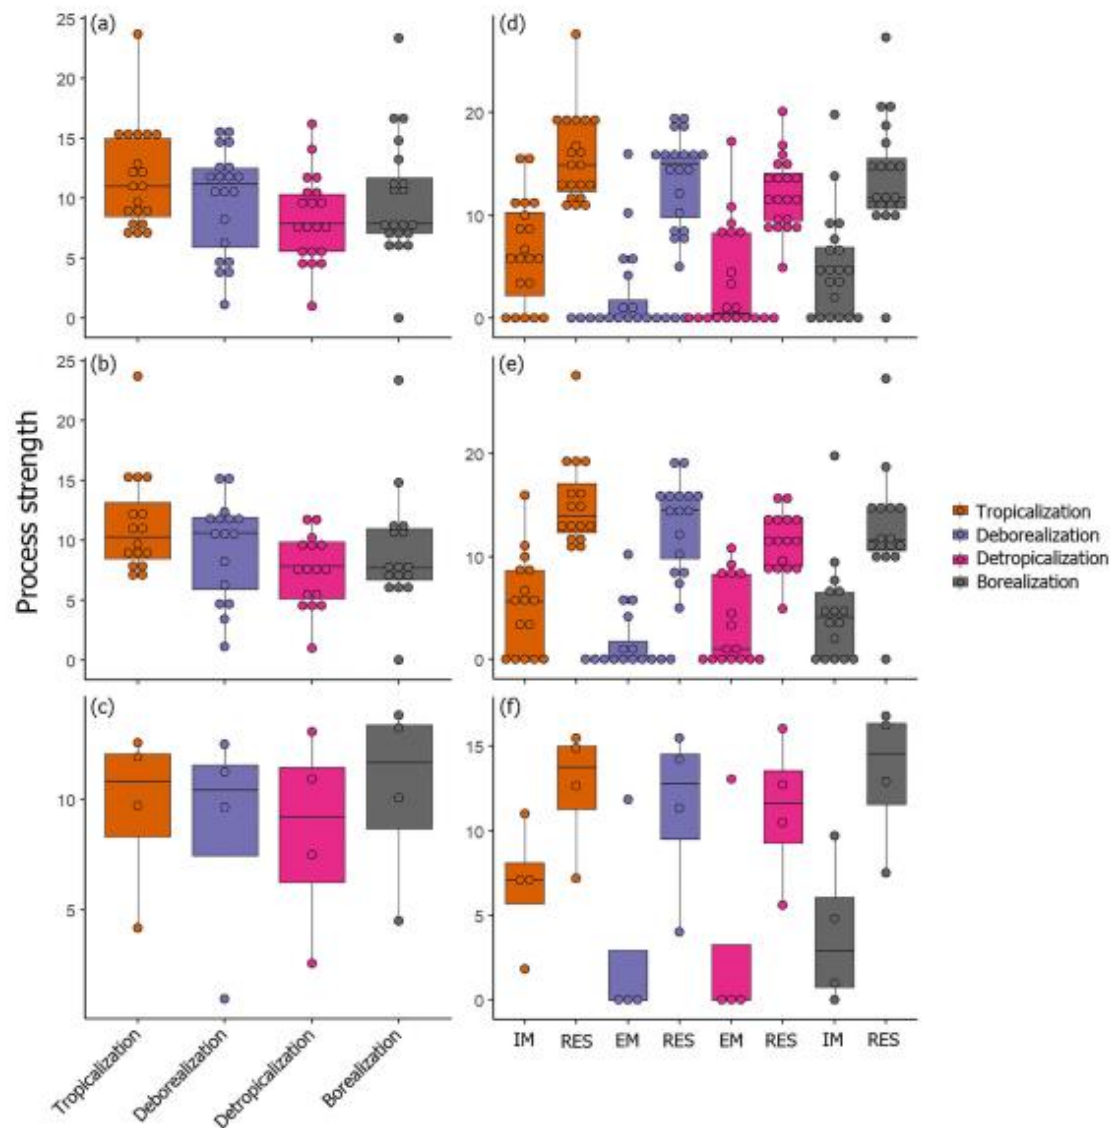 (a)
25
20
15
10
5
0
(d)
20
10
0
(b)
25
20
15
10
5
0
(e)
20
10
0
(c)
10
5
(f)
15
10
5
0
Process strength
Tropicalization
Deborealization
Detropicalization
Borealization
IM RES EM RES EM RES IM RES
Tropicalization
Deborealization
Detropicalization
Borealization